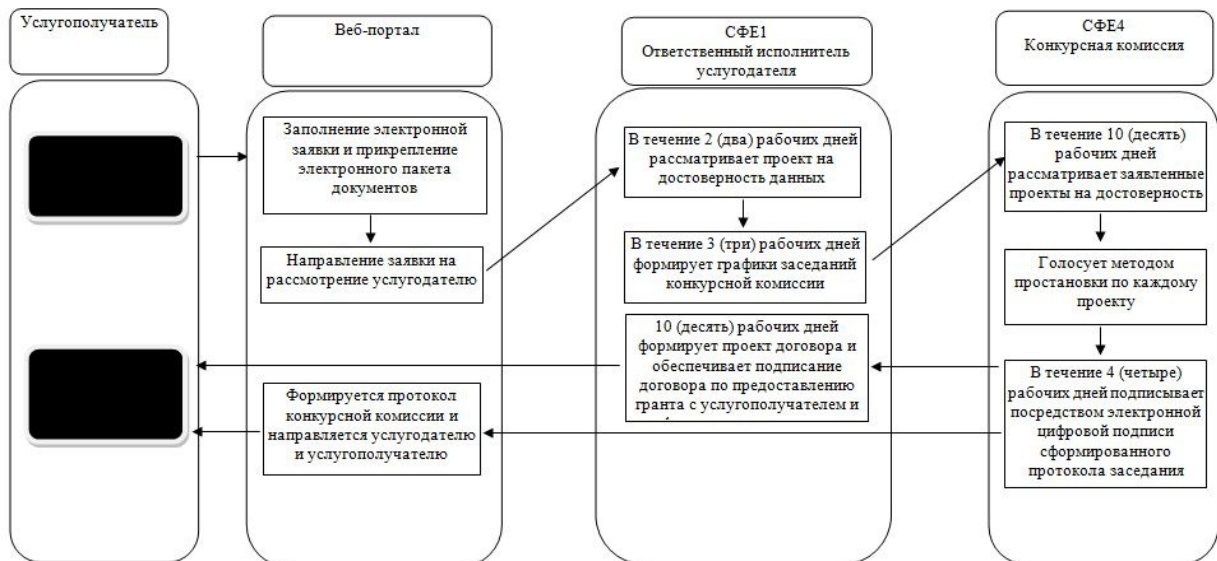 Услугополучатель
Веб-портал
СФЕ1
Ответственный исполнитель
услугодателя
СФЕ4
Конкурсная комиссия
Заполнение электронной
заявки и прикрепление
электронного пакета
документов
Направление заявки на
рассмотрение услугодателю
В течение 2 (два) рабочих дней
рассматривает проект на
достоверность данных
В течение 3 (три) рабочих дней
формирует графики заседаний
конкурсной комиссии
В течение 10 (десять)
рабочих дней
рассматривает заявленные
проекты на достоверность
Голосует методом
простановки по каждому
проекту
В течение 4 (четыре)
рабочих дней подписывает
посредством электронной
цифровой подписи
сформированного
протокола заседания
10 (десять) рабочих дней
формирует проект договора и
обеспечивает подписание
договора по предоставлению
гранта с услугополучателем и
Формируется протокол
конкурсной комиссии и
направляется услугодателю
и услугополучателю